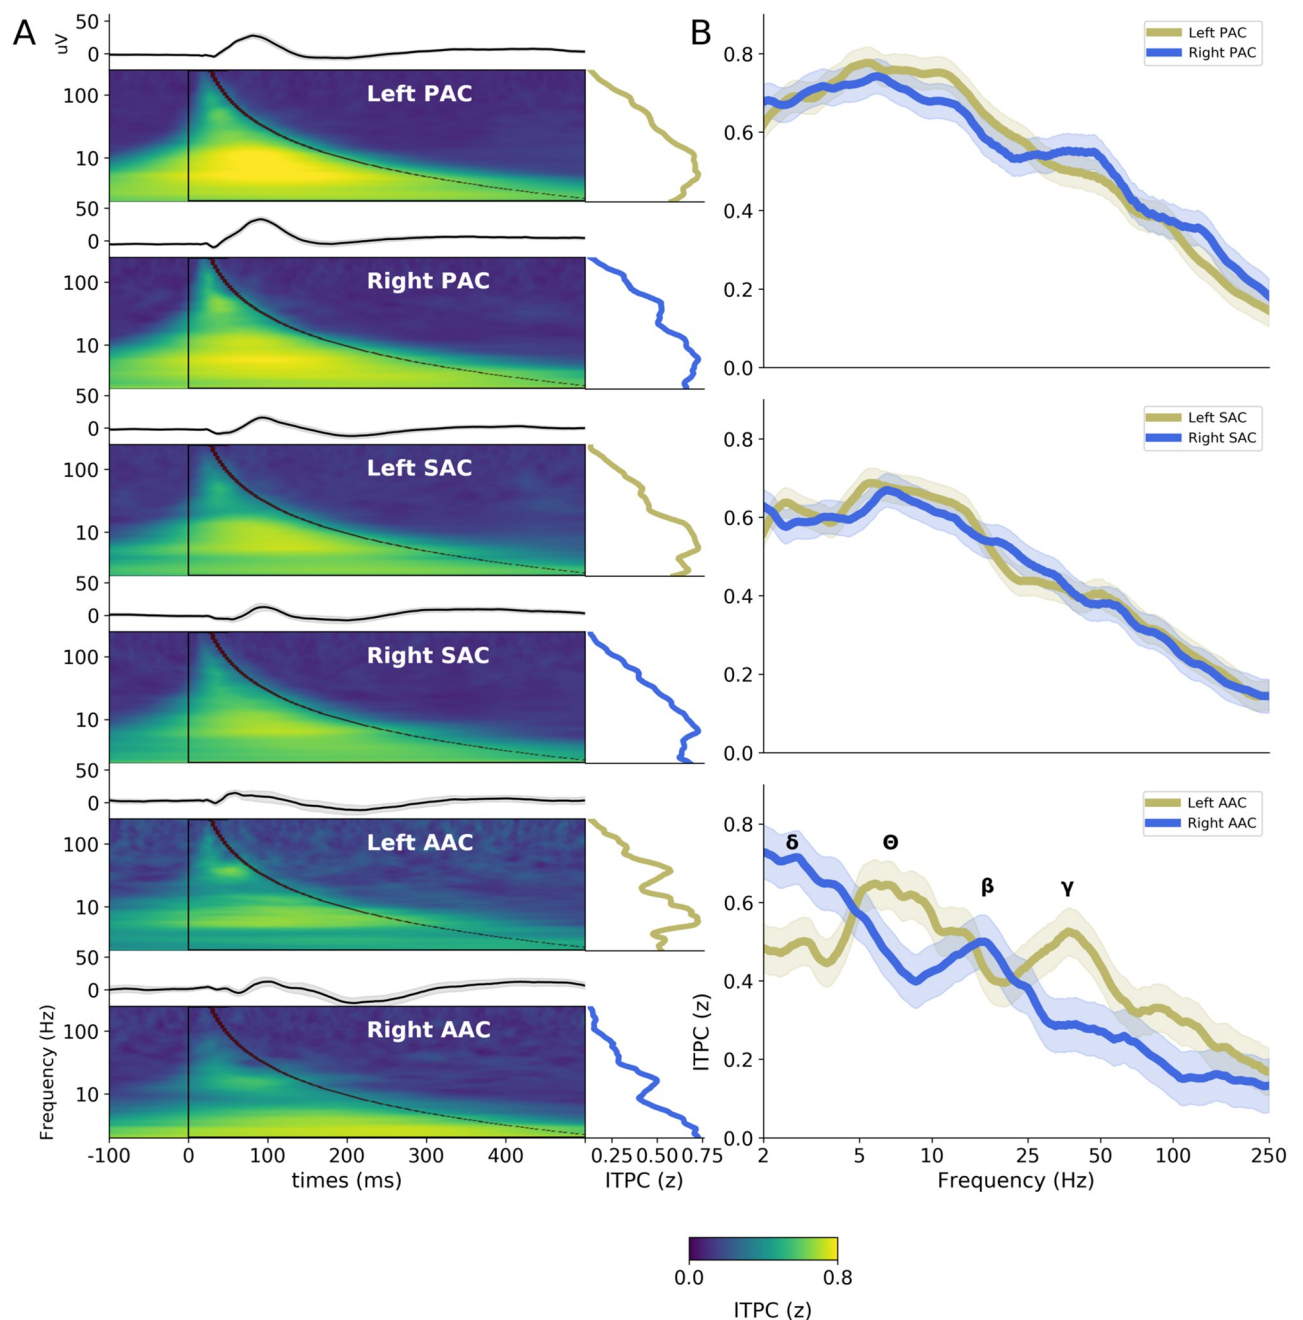 A
uV
50
0
100
10
Left PAC
50
0
100
10
Right PAC
50
0
100
10
Left SAC
50
0
100
10
Right SAC
50
0
100
10
Left AAC
50
0
100
10
Right AAC
Frequency (Hz)
-100 0 100 200 300 400
times (ms)
0.25 0.50 0.75
ITPC (z)
B
0.8
0.6
0.4
0.2
0.0
Left PAC
Right PAC
0.8
0.6
0.4
0.2
0.0
Left SAC
Right SAC
0.8
0.6
0.4
0.2
0.0
Left AAC
Right AAC
δ Θ β γ
ITPC (z)
2 5 10 25 50 100 250
Frequency (Hz)
0.0 0.8
ITPC (z)